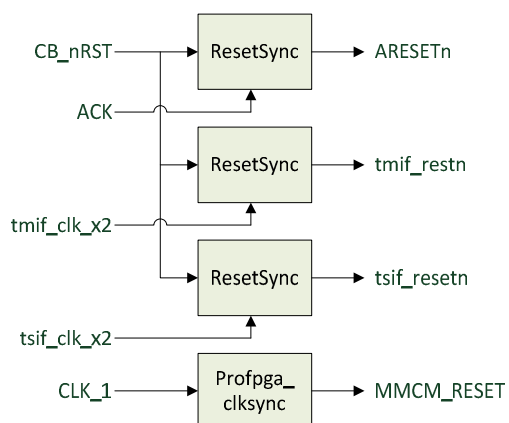 CB_nRST
ResetSync
ARESETn
ACK
ResetSync
tmif_restn
tmif_clk_x2
ResetSync
tsif_resetn
tsif_clk_x2
CLK_1
Profpga_
clksync
MMCM_RESET